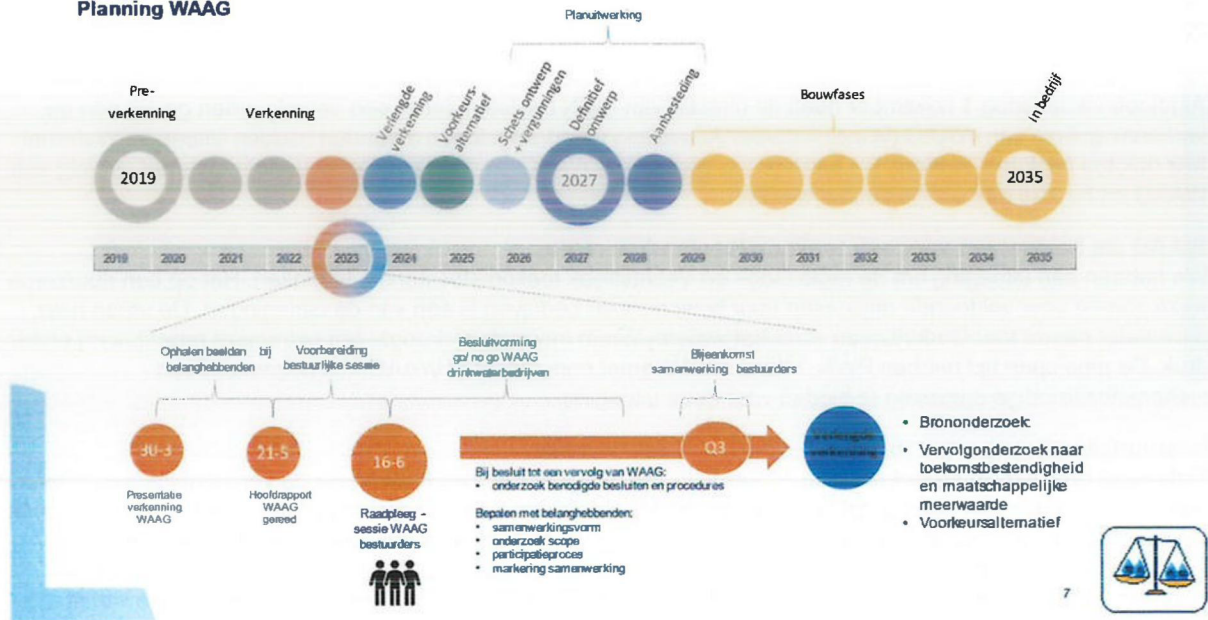 Planning WAAG
Planuitwerking
Pre-
verkenning
Verkenning
Verlengde
verkenning
Voorkeurs-
alternatief
Schets ontwerp
+ vergunningen
Definitief
ontwerp
Aanbesteding
Bouwfases
In bedrijf
2019
2027
2035
2019 2020 2021 2022 2023 2024 2025 2026 2027 2028 2029 2030 2031 2032 2033 2034 2035
Ophalen beelden bij
belanghebbenden
Voorbereiding
bestuurlijke sessie
Besluitvorming
go/ no go WAAG
drinkwaterbedrijven
Bijeenkomst
samenwerking bestuurders
30-3
21-5
16-6
Q3
Verlengde
verkenning
Presentatie
verkenning
WAAG
Hoofdrapport
WAAG
gereed
Raadpleeg -
sessie WAAG
bestuurders
Bij besluit tot een vervolg van WAAG:
• onderzoek benodigde besluiten en procedures
Bepalen met belanghebbenden:
• samenwerkingsvorm
• onderzoek scope
• participatieproces
• markering samenwerking
• Brononderzoek
• Vervolgonderzoek naar
toekomstbestendigheid
en maatschappelijke
meerwaarde
• Voorkeursalternatief
7